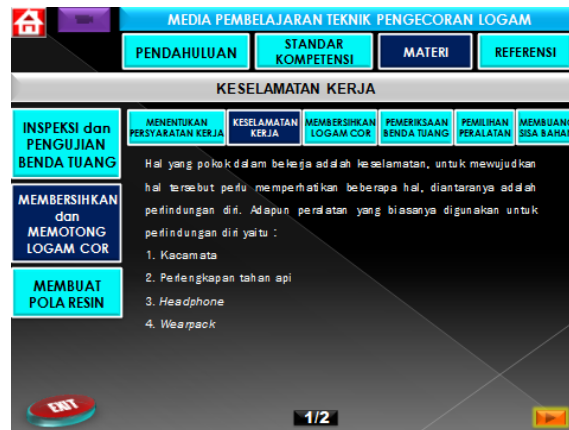 MEDIA PEMBELAJARAN TEKNIK PENGECORAN LOGAM
PENDAHULUAN
STANDAR
KOMPETENSI
MATERI
REFERENSI
KESELAMATAN KERJA
INSPEKSI dan
PENGUJIAN
BENDA TUANG
MEMBERSIHKAN
dan
MEMOTONG
LOGAM COR
MEMBUAT
POLA RESIN
MENENTUKAN
PERSYARATAN KERJA
KESELAMATAN
KERJA
MEMBERSIHKAN
LOGAM COR
PEMERIKSAAN
BENDA TUANG
PEMILIHAN
PERALATAN
MEMBUANG
SISA BAHAN
Hal yang pokok dalam bekerja adalah keselamatan, untuk mewujudkan
hal tersebut perlu memperhatikan beberapa hal, diantaranya adalah
perlindungan diri. Adapun peralatan yang biasanya digunakan untuk
perlindungan diri yaitu :
1. Kacamata
2. Perlengkapan tahan api
3. Headphone
4. Wearpack
EXIT
1/2